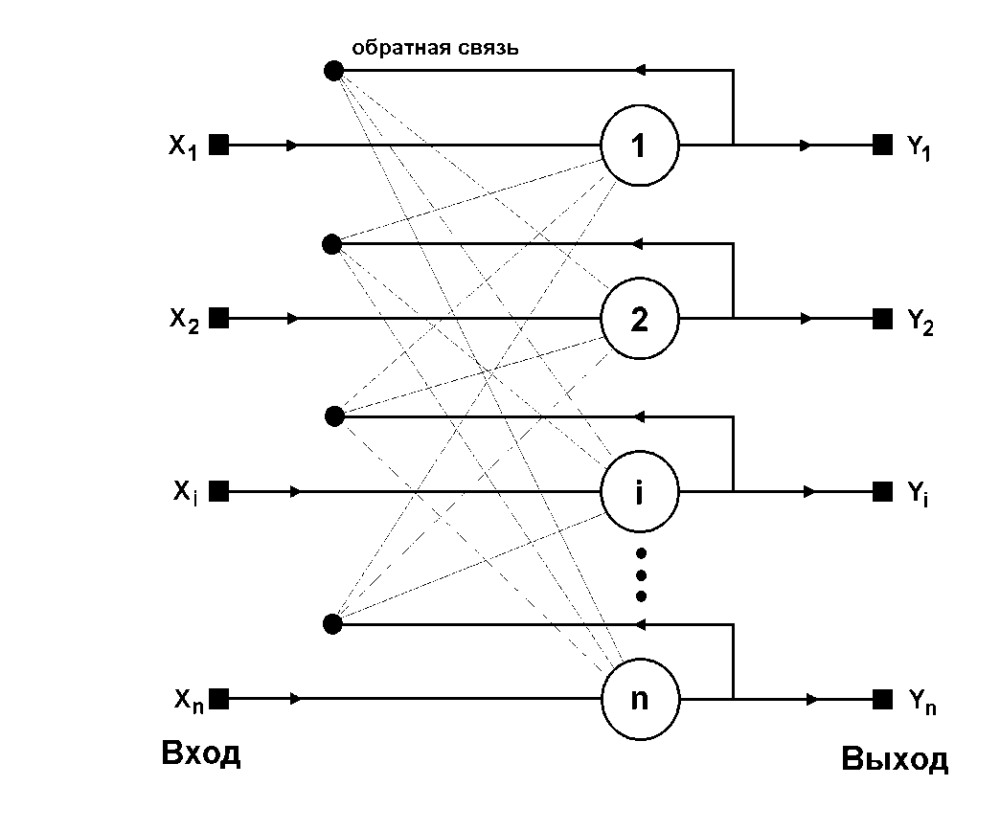 обратная связь
X1 1 Y1
X2 2 Y2
Xi i Yi
Xn n Yn
Вход Выход